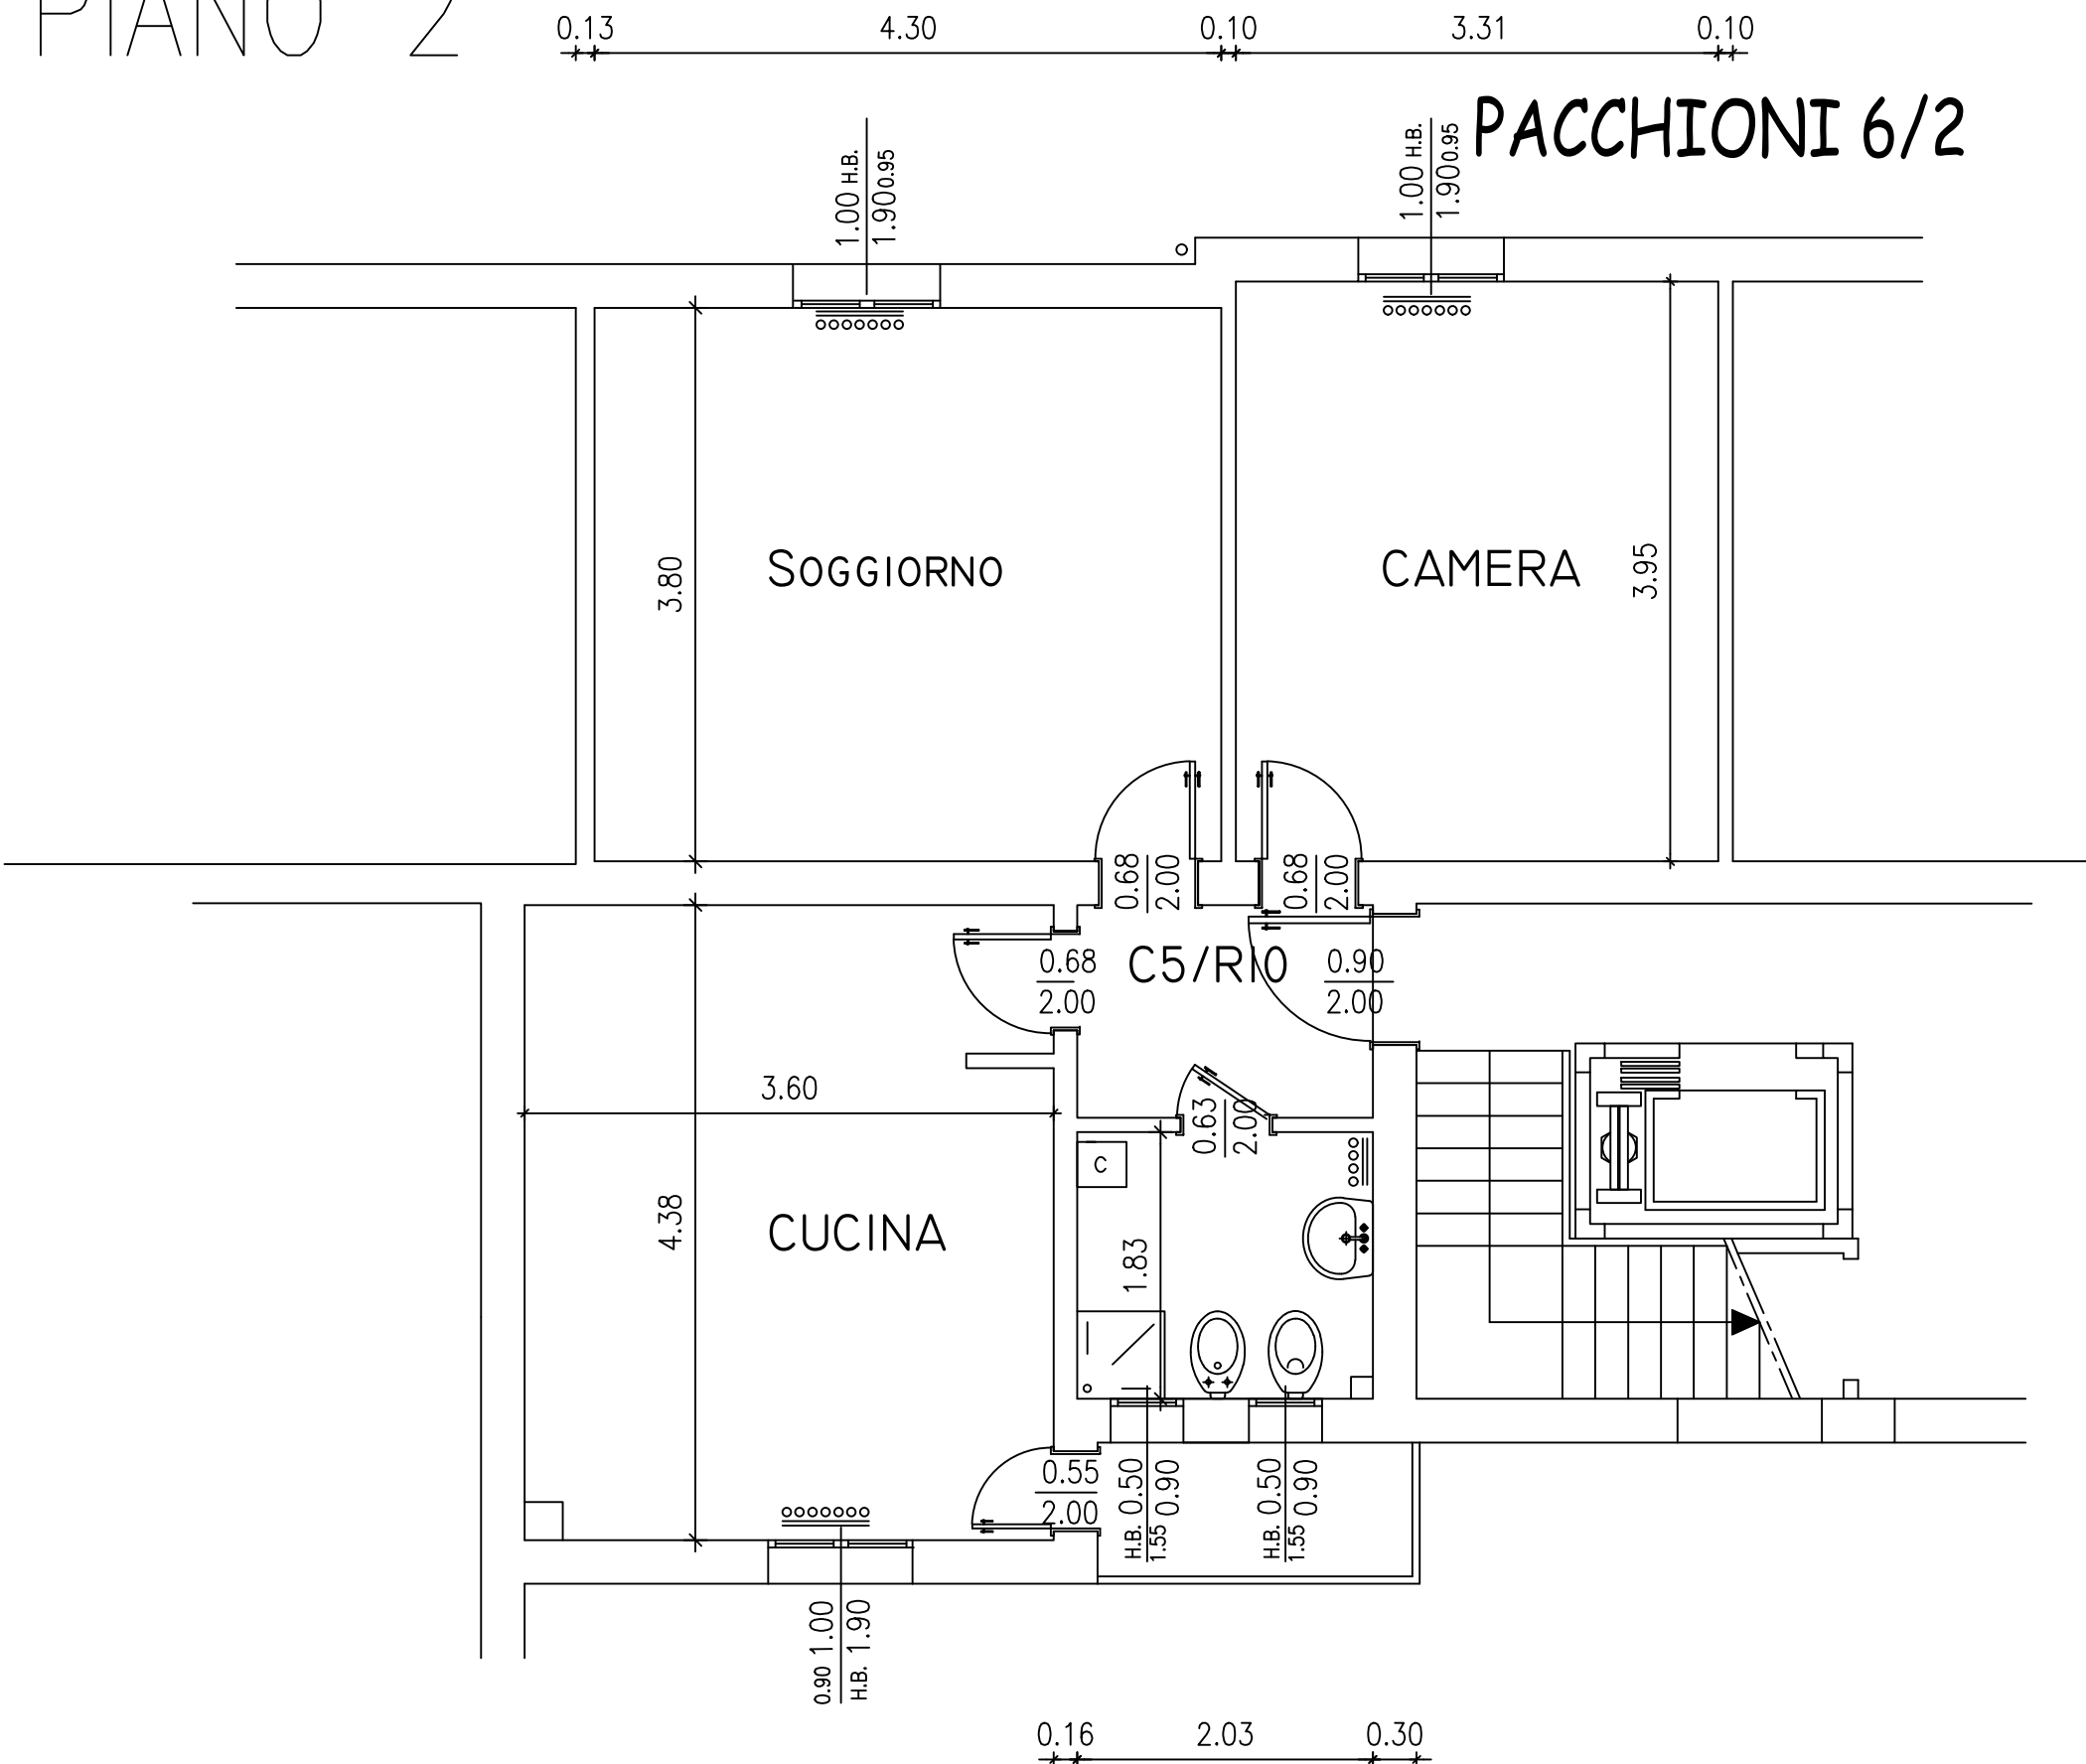 PIANO 2
0.13 4.30 0.10 3.31 0.10
PACCHIONI 6/2
1.00 H.B.
1.90 0.95
1.00 H.B.
1.90 0.95
SOGGIORNO
CAMERA
3.80
3.95
0.68
2.00
0.68
2.00
0.68
2.00
C5/RIO
0.90
2.00
3.60
0.63
2.00
C
4.38
CUCINA
1.83
0.55
2.00
H.B. 0.50
1.55 0.90
H.B. 0.50
1.55 0.90
0.90 1.00
H.B. 1.90
0.16 2.03 0.30